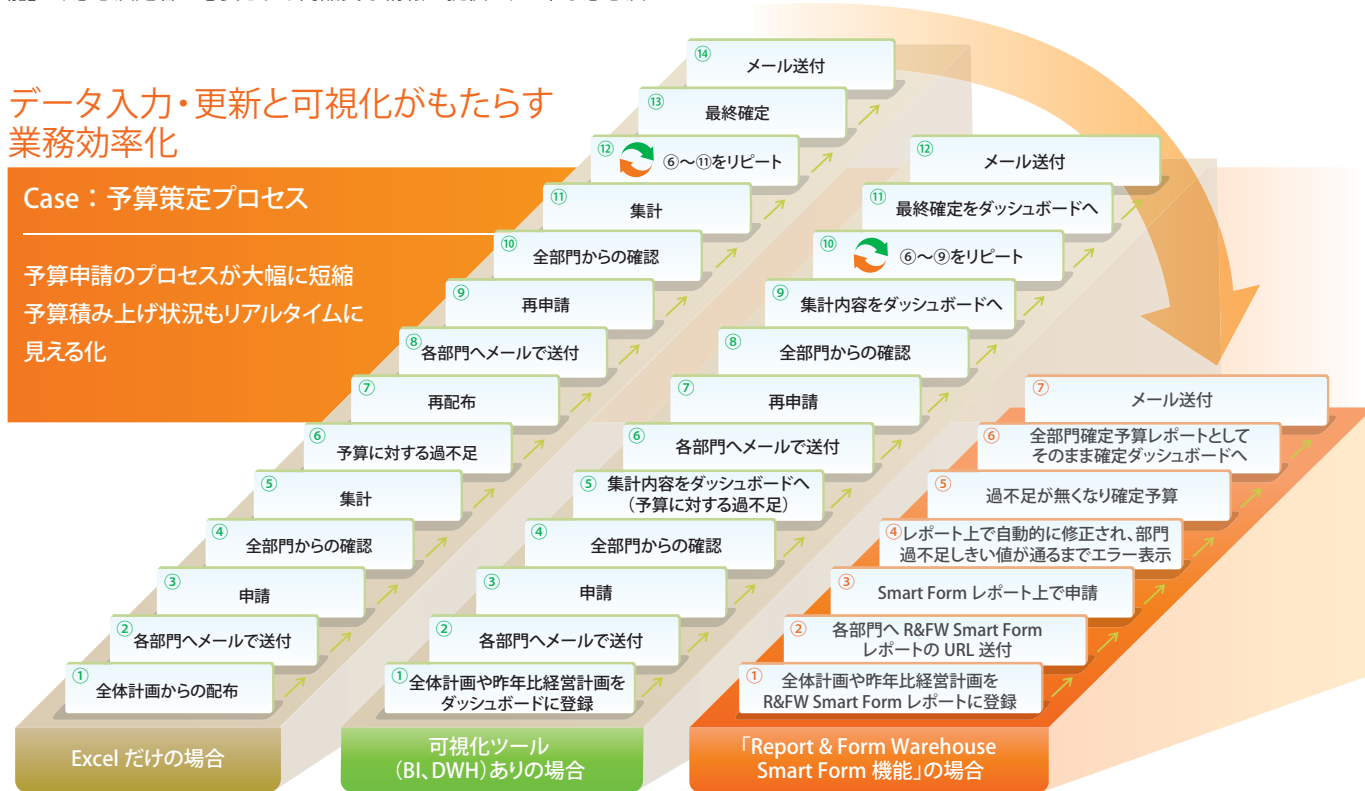 データ入力・更新と可視化がもたらす
業務効率化
Case：予算策定プロセス
予算申請のプロセスが大幅に短縮
予算積み上げ状況もリアルタイムに
見える化
⑭ メール送付
⑬ 最終確定
⑫ ⑥～⑪をリピート
⑪ 集計
⑩ 全部門からの確認
⑨ 再申請
⑧ 各部門へメールで送付
⑦ 再配布
⑥ 予算に対する過不足
⑤ 集計
④ 全部門からの確認
③ 申請
② 各部門へメールで送付
① 全体計画からの配布
Excel だけの場合
⑫ メール送付
⑪ 最終確定をダッシュボードへ
⑩ ⑥～⑨をリピート
⑨ 集計内容をダッシュボードへ
⑧ 全部門からの確認
⑦ 再申請
⑥ 各部門へメールで送付
⑤ 集計内容をダッシュボードへ
（予算に対する過不足）
④ 全部門からの確認
③ 申請
② 各部門へメールで送付
① 全体計画や昨年比経営計画を
ダッシュボードに登録
可視化ツール
（BI、DWH）ありの場合
⑦ メール送付
⑥ 全部門確定予算レポートとして
そのまま確定ダッシュボードへ
⑤ 過不足が無くなり確定予算
④ レポート上で自動的に修正され、部門
過不足しきい値が通るまでエラー表示
③ Smart Form レポート上で申請
② 各部門へ R&FW Smart Form
レポートの URL 送付
① 全体計画や昨年比経営計画を
R&FW Smart Form レポートに登録
「Report & Form Warehouse
Smart Form 機能」の場合